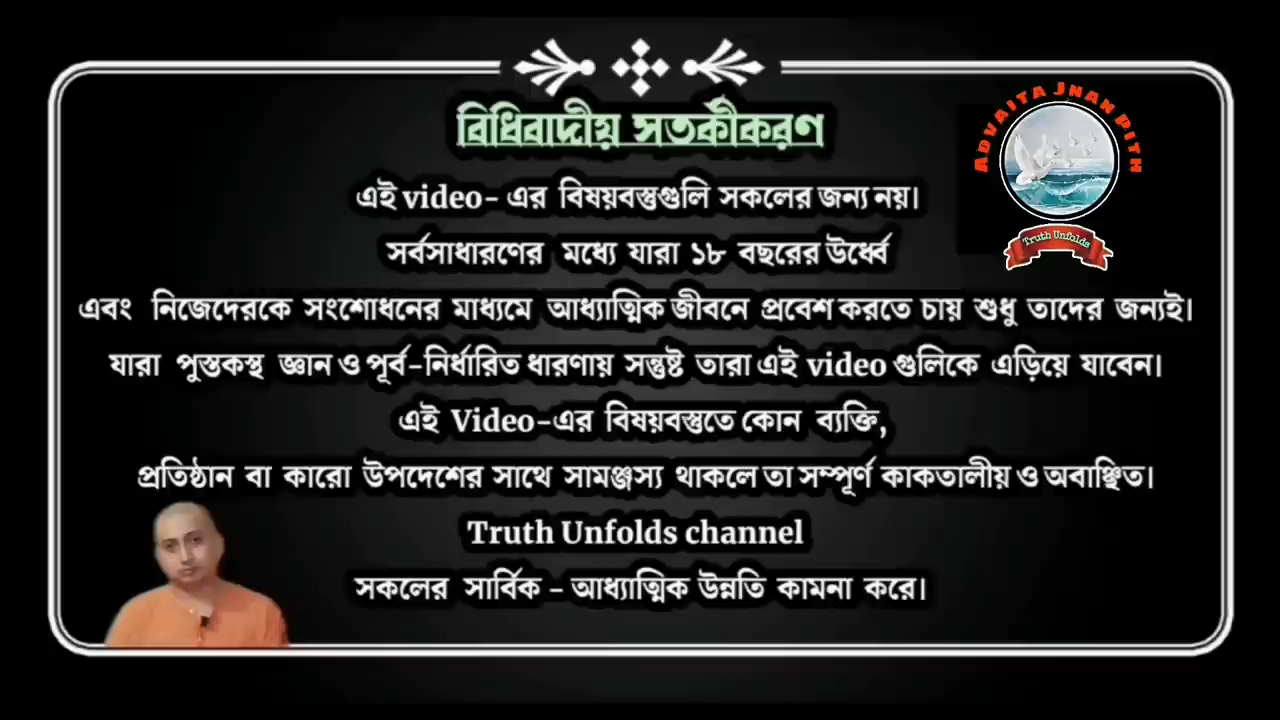 বিধিবাদীয় সতর্কীকরণ
ADVAITA JNAN PITH
Truth Unfolds
এই video- এর বিষয়বস্তুগুলি সকলের জন্য নয়।
সর্বসাধারণের মধ্যে যারা ১৮ বছরের উর্ধ্বে
এবং নিজেদেরকে সংশোধনের মাধ্যমে আধ্যাত্মিক জীবনে প্রবেশ করতে চায় শুধু তাদের জন্যই।
যারা পুস্তকস্থ জ্ঞান ও পূর্ব-নির্ধারিত ধারণায় সন্তুষ্ট তারা এই video গুলিকে এড়িয়ে যাবেন।
এই Video-এর বিষয়বস্তুতে কোন ব্যক্তি,
প্রতিষ্ঠান বা কারো উপদেশের সাথে সামঞ্জস্য থাকলে তা সম্পূর্ণ কাকতালীয় ও অবাঞ্ছিত।
Truth Unfolds channel
সকলের সার্বিক - আধ্যাত্মিক উন্নতি কামনা করে।